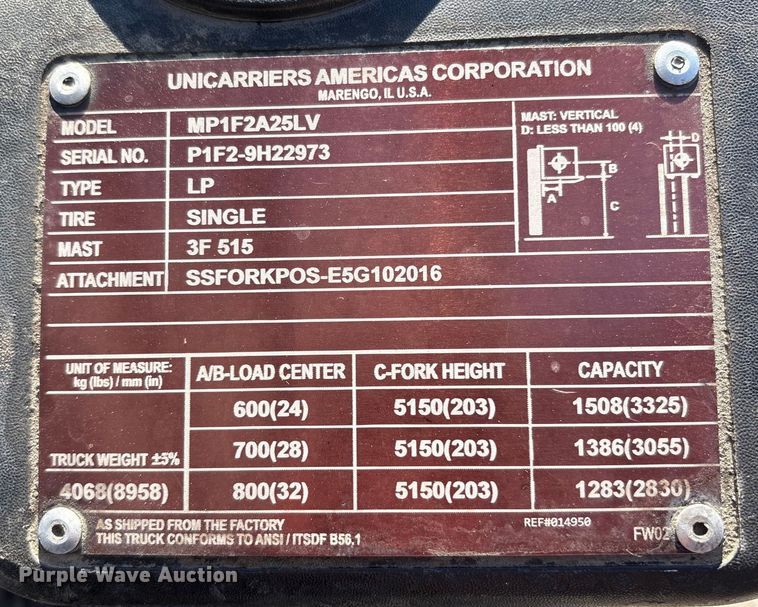 UNICARRIERS AMERICAS CORPORATION
MARENGO, IL U.S.A.
MODEL MP1F2A25LV
SERIAL NO. P1F2-9H22973
TYPE LP
TIRE SINGLE
MAST 3F 515
ATTACHMENT SSFORKPOS-E5G102016
MAST: VERTICAL
D: LESS THAN 100 (4)
D
B
A
C
UNIT OF MEASURE: kg (lbs) / mm (in)
A/B-LOAD CENTER C-FORK HEIGHT CAPACITY
600(24) 5150(203) 1508(3325)
TRUCK WEIGHT ±5% 700(28) 5150(203) 1386(3055)
4068(8958) 800(32) 5150(203) 1283(2830)
AS SHIPPED FROM THE FACTORY REF#014950
THIS TRUCK CONFORMS TO ANSI / ITSDF B56.1 FW02
Purple Wave Auction